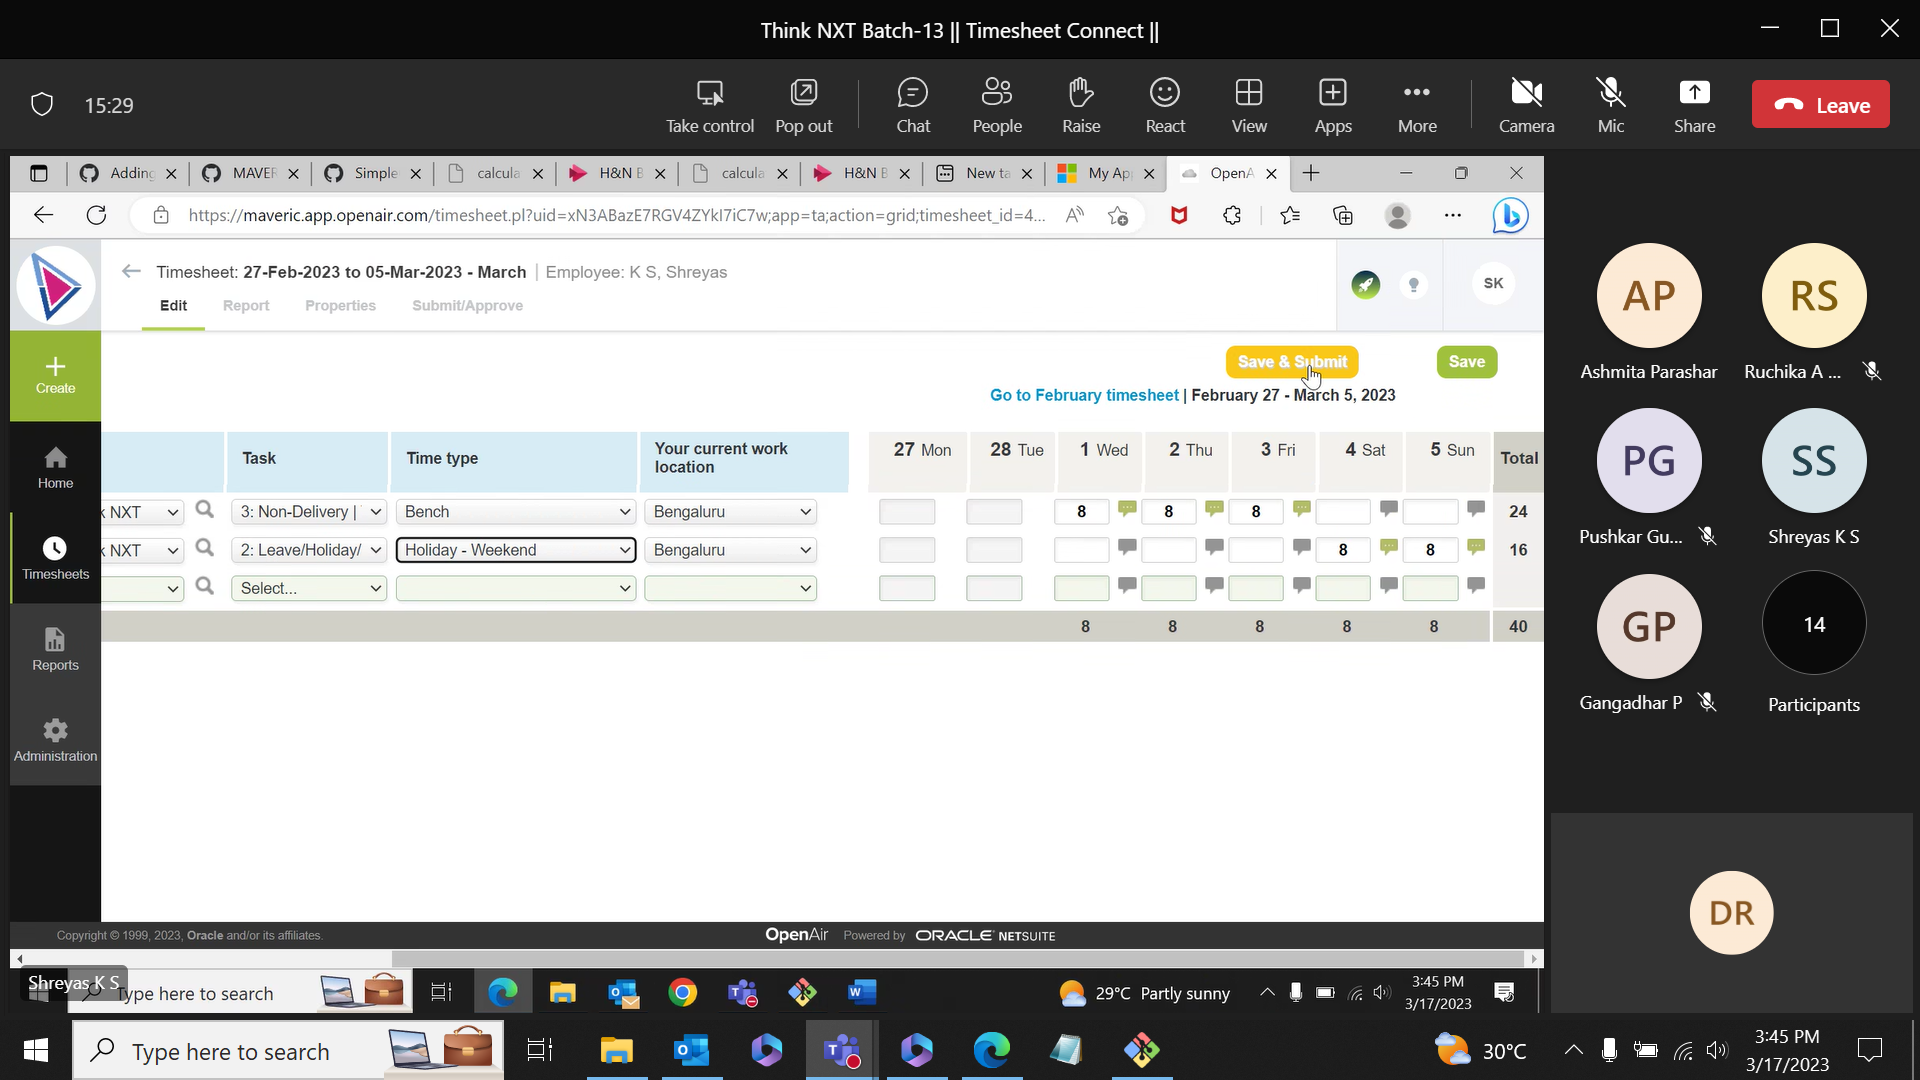 Think NXT Batch-13 || Timesheet Connect ||
15:29
Take control
Pop out
Chat
People
Raise
React
View
Apps
More
Camera
Mic
Share
Leave
Adding
MAVER
Simple
calcula
H&N B
calcula
H&N B
New ta
My Ap
OpenA
https://maveric.app.openair.com/timesheet.pl?uid=xN3ABazE7RGV4ZYkI7iC7w;app=ta;action=grid;timesheet_id=4...
Timesheet: 27-Feb-2023 to 05-Mar-2023 - March | Employee: K S, Shreyas
SK
Edit
Report
Properties
Submit/Approve
Create
Home
Timesheets
Reports
Administration
Save & Submit
Save
Go to February timesheet | February 27 - March 5, 2023
Task
Time type
Your current work location
27 Mon
28 Tue
1 Wed
2 Thu
3 Fri
4 Sat
5 Sun
Total
NXT
3: Non-Delivery |
Bench
Bengaluru
8
8
8
24
NXT
2: Leave/Holiday/
Holiday - Weekend
Bengaluru
8
8
16
Select...
8
8
8
8
8
40
Copyright © 1999, 2023, Oracle and/or its affiliates.
OpenAir Powered by ORACLE NETSUITE
Shreyas K S
Type here to search
29°C Partly sunny
3:45 PM
3/17/2023
AP
Ashmita Parashar
RS
Ruchika A ...
PG
Pushkar Gu...
SS
Shreyas K S
GP
Gangadhar P
14
Participants
DR
Type here to search
30°C
3:45 PM
3/17/2023